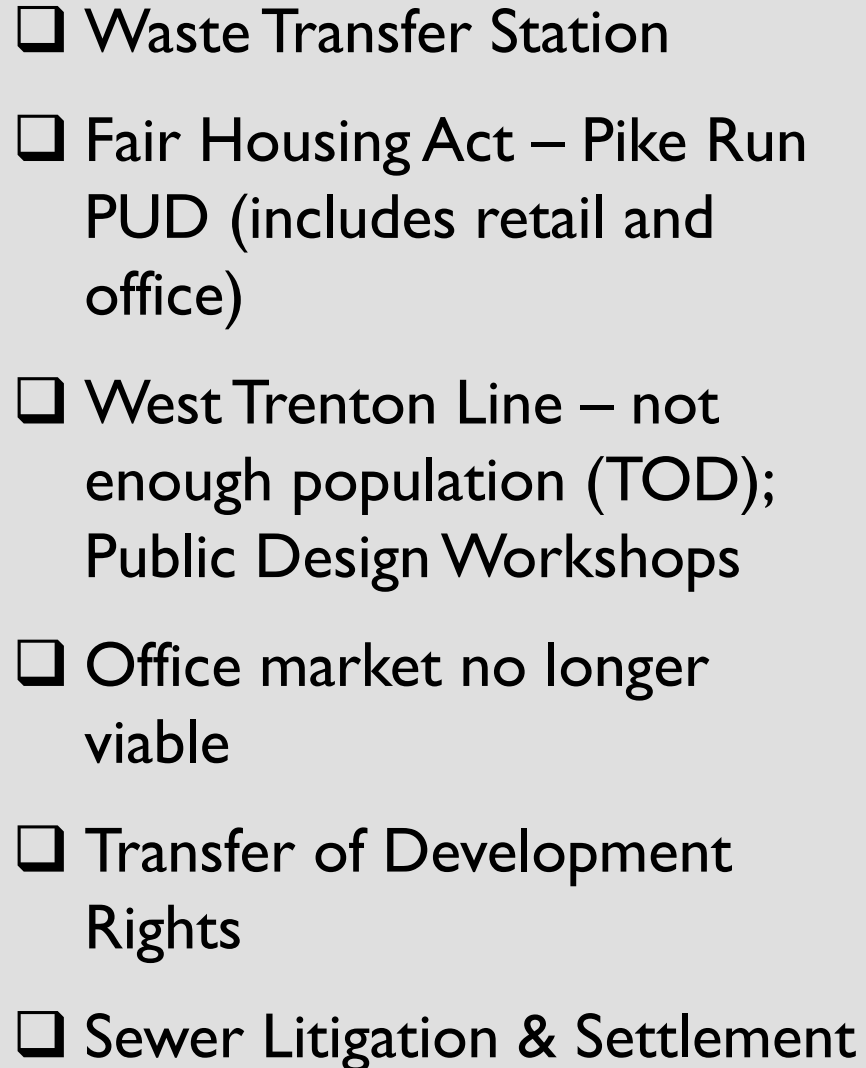 ❑ Waste Transfer Station
❑ Fair Housing Act – Pike Run
PUD (includes retail and
office)
❑ West Trenton Line – not
enough population (TOD);
Public Design Workshops
❑ Office market no longer
viable
❑ Transfer of Development
Rights
❑ Sewer Litigation & Settlement